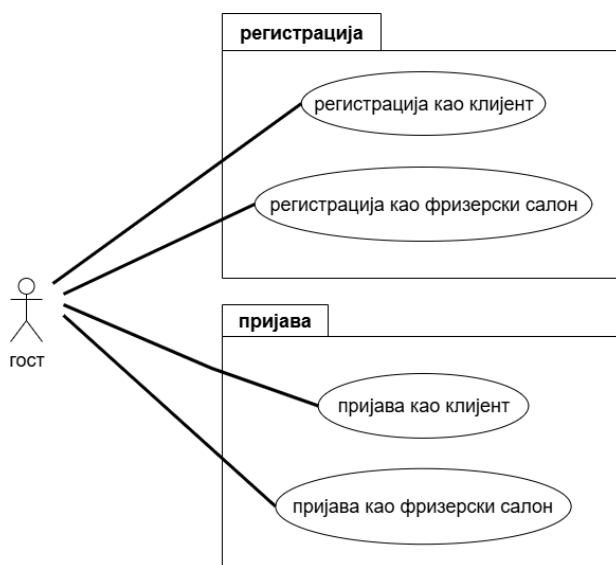 регистрација
регистрација као клијент
регистрација као фризерски салон
гост
пријава
пријава као клијент
пријава као фризерски салон